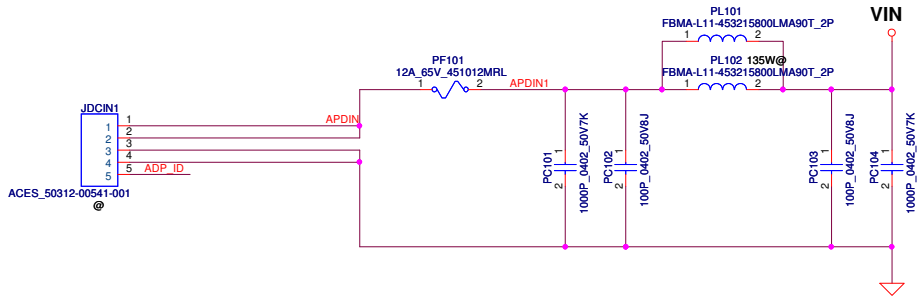 PL101
FBMA-L11-453215800LMA90T_2P
1 2
VIN
PL102 135W@
FBMA-L11-453215800LMA90T_2P
1 2
PF101
12A_65V_451012MRL
1 2
APDIN1
JDCIN1
1 1 APDIN
2 2
3 3
4 4
5 5 ADP_ID
ACES_50312-00541-001
@
PC101
1000P_0402_50V7K
1
2
PC102
100P_0402_50V8J
1
2
PC103
100P_0402_50V8J
1
2
PC104
1000P_0402_50V7K
1
2